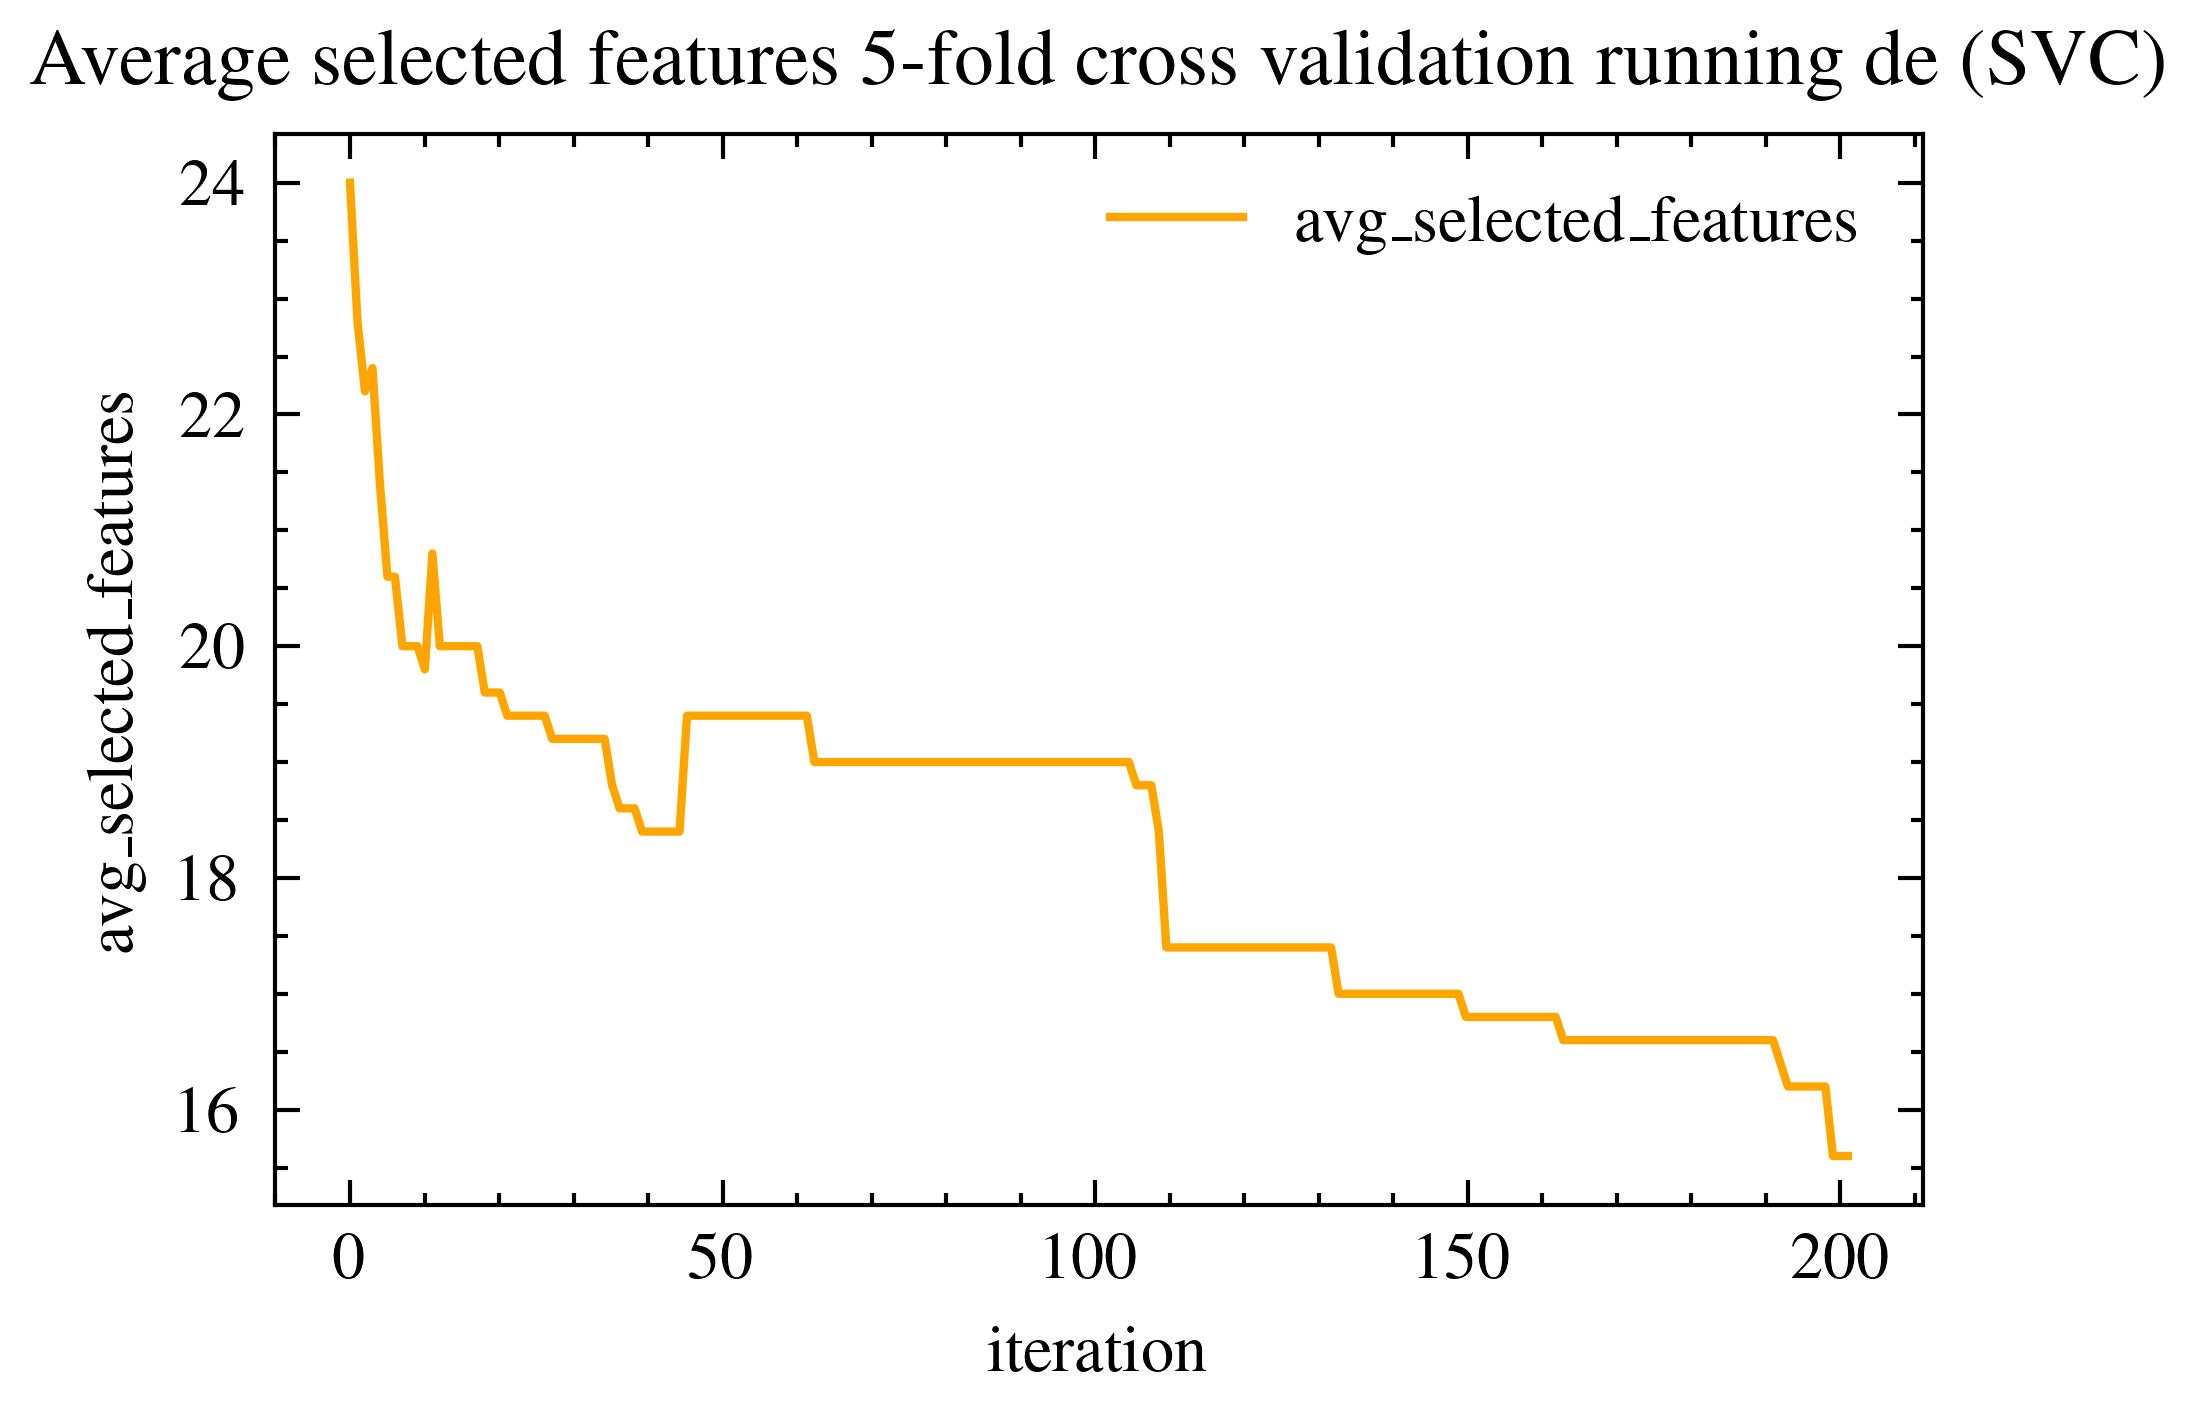 Average selected features 5-fold cross validation running de (SVC)
avg_selected_features
24
22
20
18
16
avg_selected_features
0 50 100 150 200
iteration